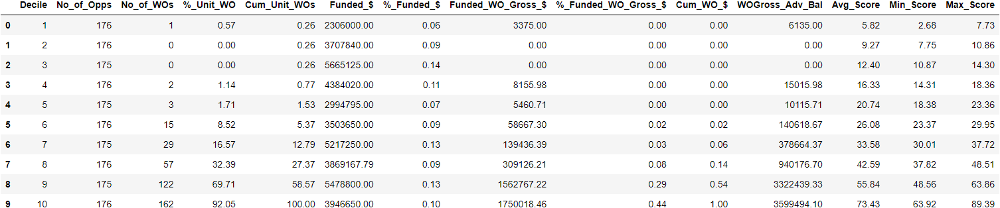 Decile No_of_Opps No_of_WOs %_Unit_WO Cum_Unit_WOs Funded_$ %_Funded_$ Funded_WO_Gross_$ %_Funded_WO_Gross_$ Cum_WO_$ WOGross_Adv_Bal Avg_Score Min_Score Max_Score
0 1 176 1 0.57 0.26 2306000.00 0.06 3375.00 0.00 0.00 6135.00 5.82 2.68 7.73
1 2 176 0 0.00 0.26 3707840.00 0.09 0.00 0.00 0.00 0.00 9.27 7.75 10.86
2 3 175 0 0.00 0.26 5665125.00 0.14 0.00 0.00 0.00 0.00 12.40 10.87 14.30
3 4 176 2 1.14 0.77 4384020.00 0.11 8155.98 0.00 0.00 15015.98 16.33 14.31 18.36
4 5 175 3 1.71 1.53 2994795.00 0.07 5460.71 0.00 0.00 10115.71 20.74 18.38 23.36
5 6 176 15 8.52 5.37 3503650.00 0.09 58667.30 0.02 0.02 140618.67 26.08 23.37 29.95
6 7 175 29 16.57 12.79 5217250.00 0.13 139436.39 0.03 0.06 378664.37 33.58 30.01 37.72
7 8 176 57 32.39 27.37 3869167.79 0.09 309126.21 0.08 0.14 940176.70 42.59 37.82 48.51
8 9 175 122 69.71 58.57 5478800.00 0.13 1562767.22 0.29 0.54 3322439.33 55.84 48.56 63.86
9 10 176 162 92.05 100.00 3946650.00 0.10 1750018.46 0.44 1.00 3599494.10 73.43 63.92 89.39